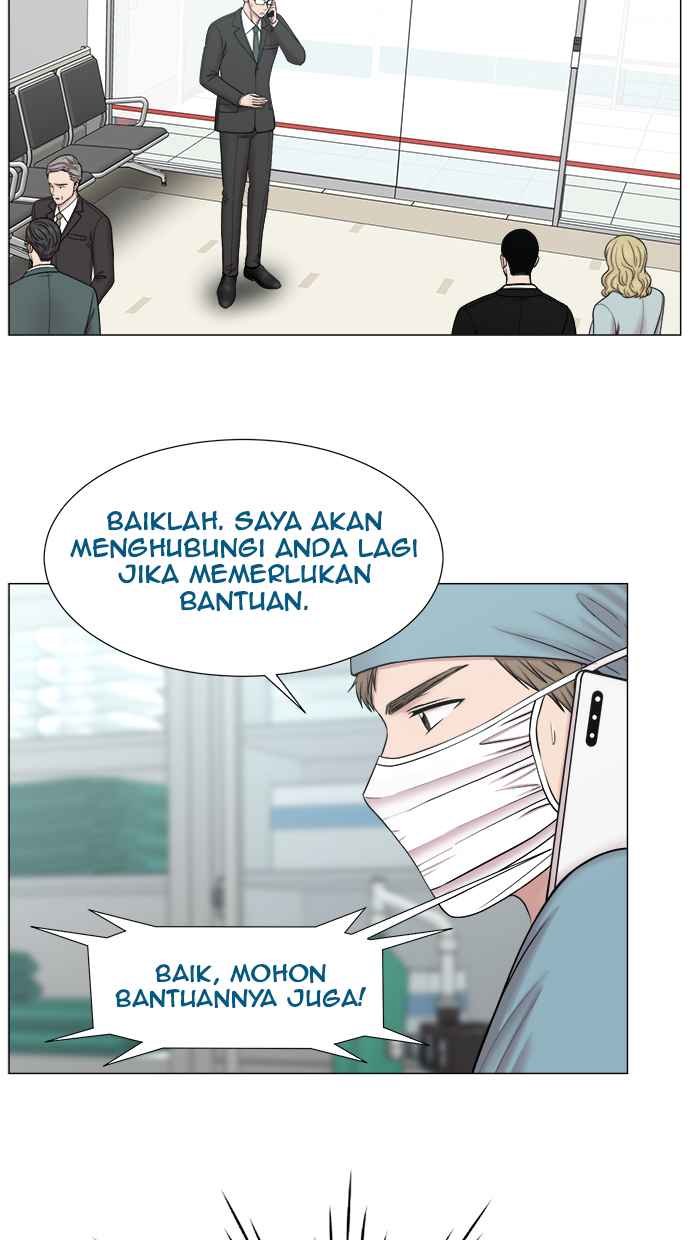 BAIKLAH. SAYA AKAN
MENGHUBUNGI ANDA LAGI
JIKA MEMERLUKAN
BANTUAN.
BAIK, MOHON
BANTUANNYA JUGA!